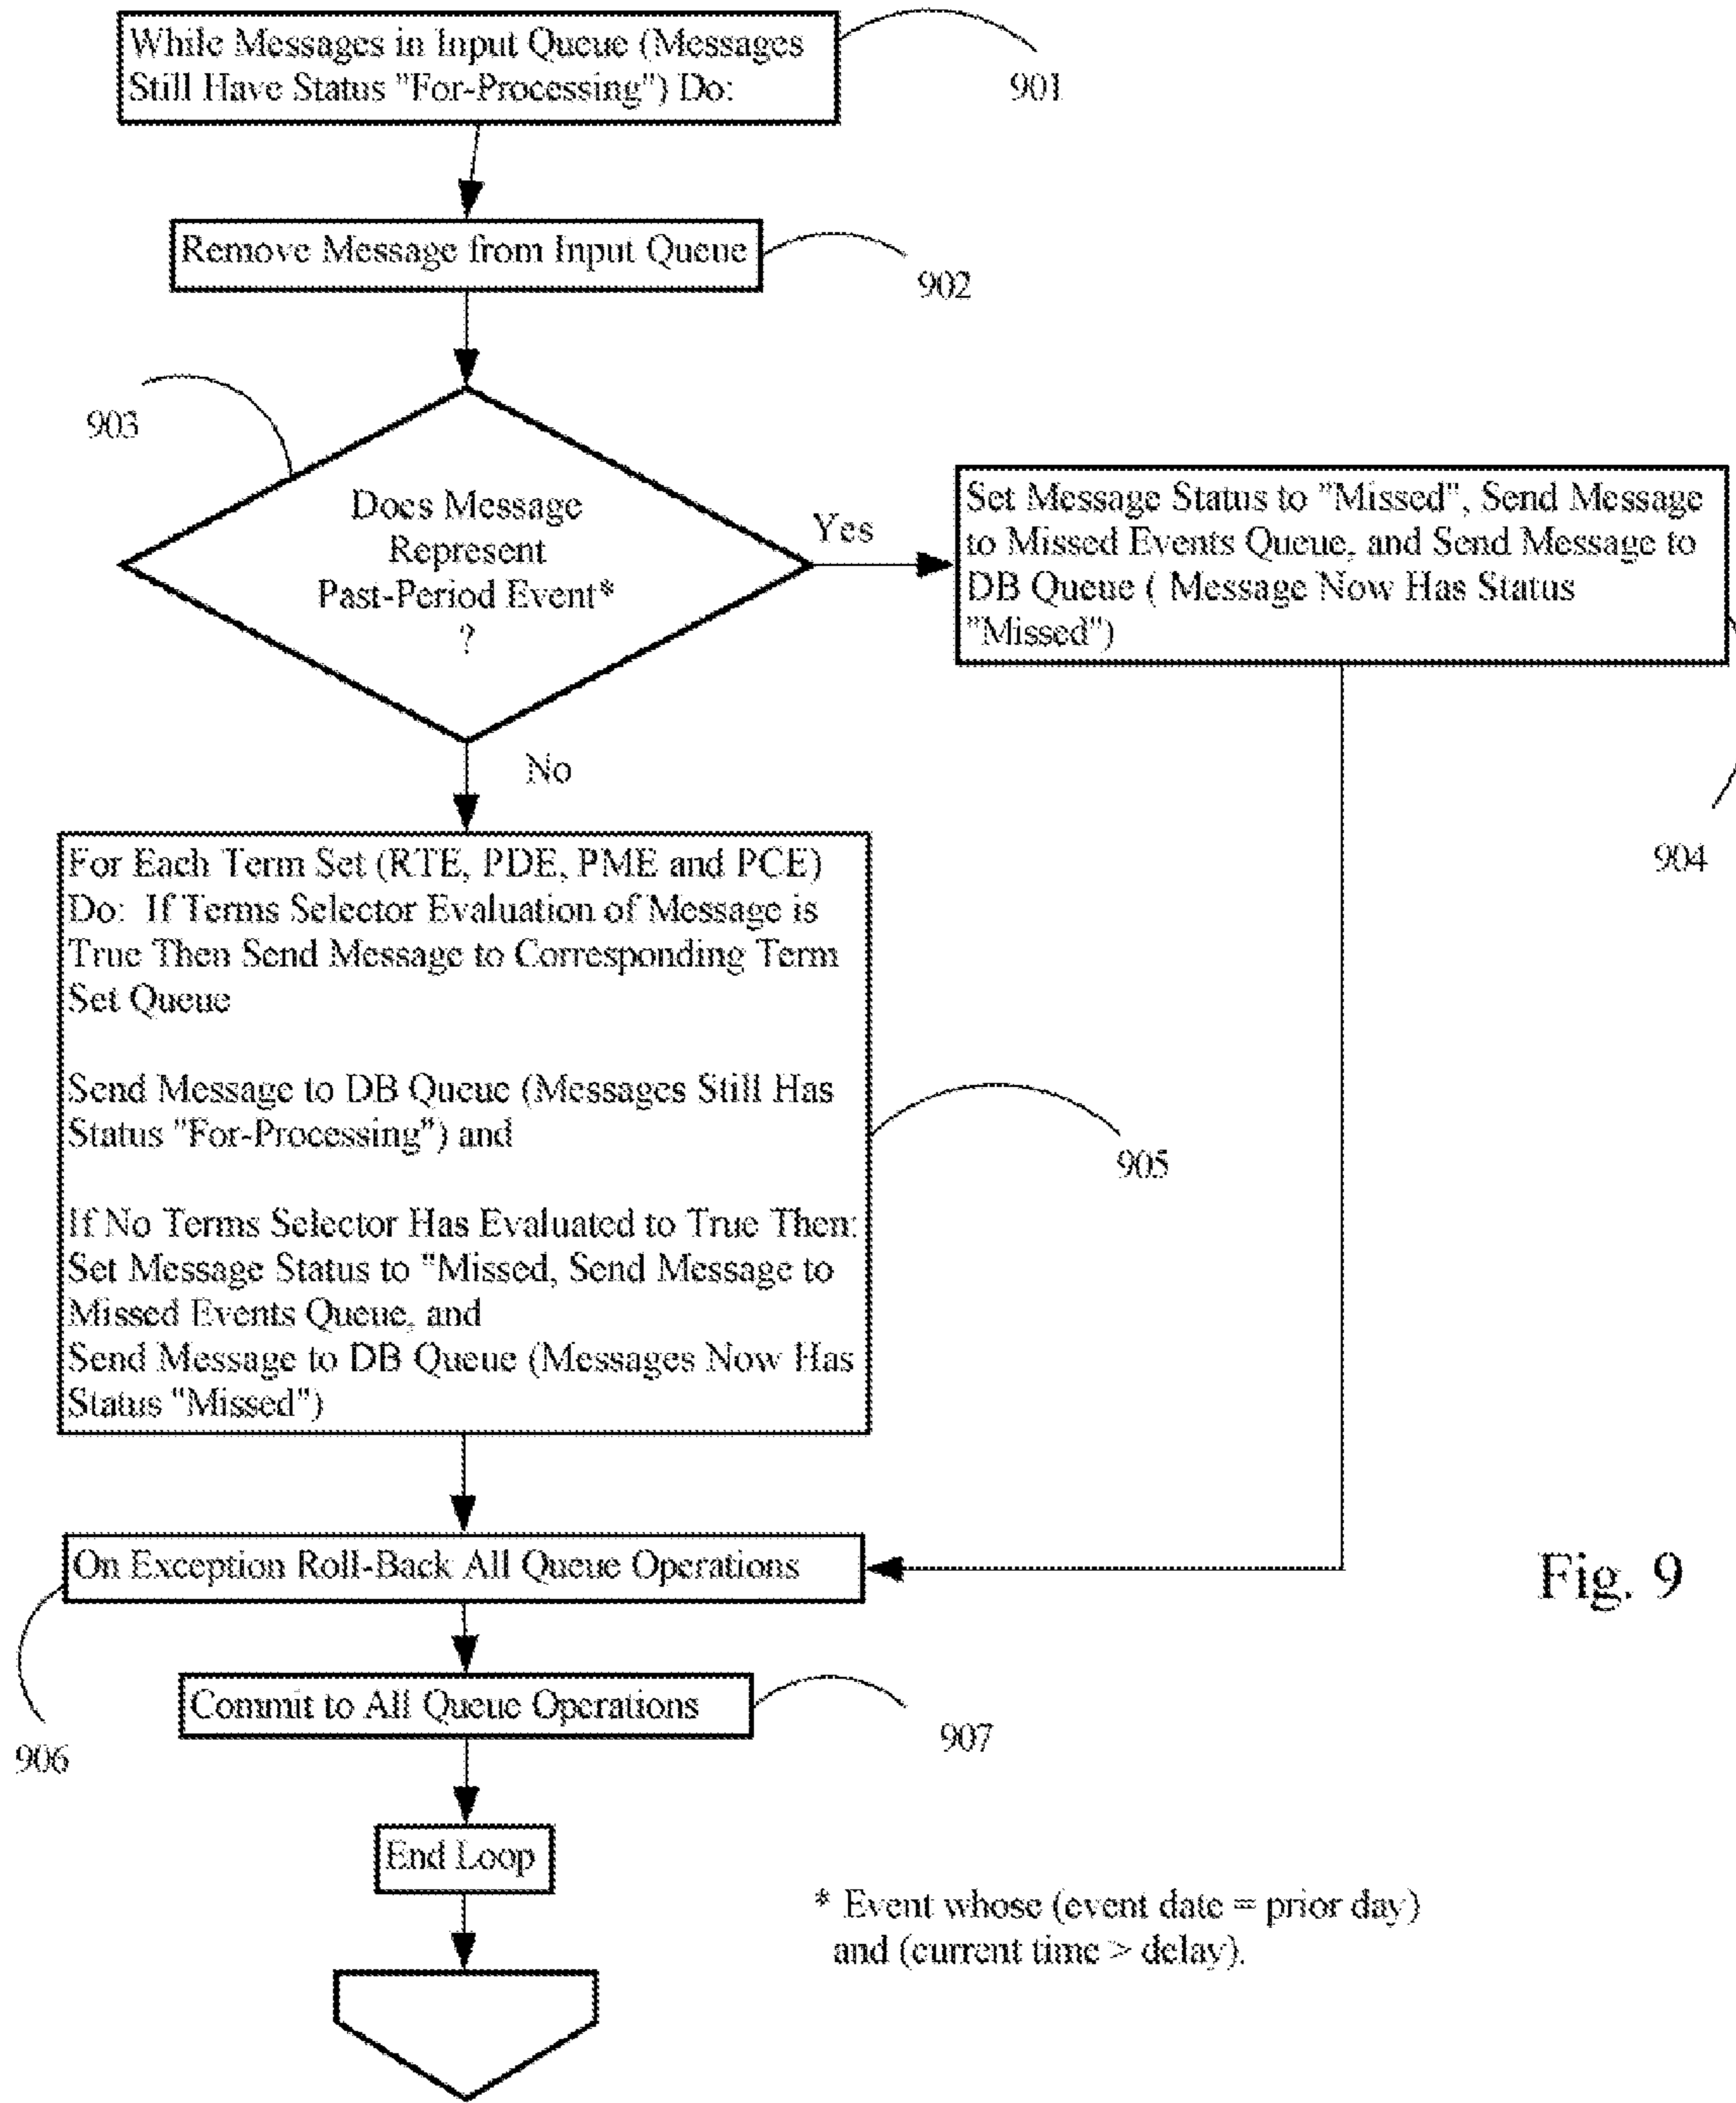 While Messages in Input Queue (Messages
Still Have Status "For-Processing") Do:
901
Remove Message from Input Queue
902
903
Does Message
Represent
Past-Period Event*
?
Yes
Set Message Status to "Missed", Send Message
to Missed Events Queue, and Send Message to
DB Queue ( Message Now Has Status
"Missed")
904
No
For Each Term Set (RTE, PDE, PME and PCE)
Do: If Terms Selector Evaluation of Message is
True Then Send Message to Corresponding Term
Set Queue
Send Message to DB Queue (Messages Still Has
Status "For-Processing") and
If No Terms Selector Has Evaluated to True Then:
Set Message Status to "Missed, Send Message to
Missed Events Queue, and
Send Message to DB Queue (Messages Now Has
Status "Missed")
905
On Exception Roll-Back All Queue Operations
906
Fig. 9
Commit to All Queue Operations
907
End Loop
* Event whose (event date = prior day)
and (current time > delay).